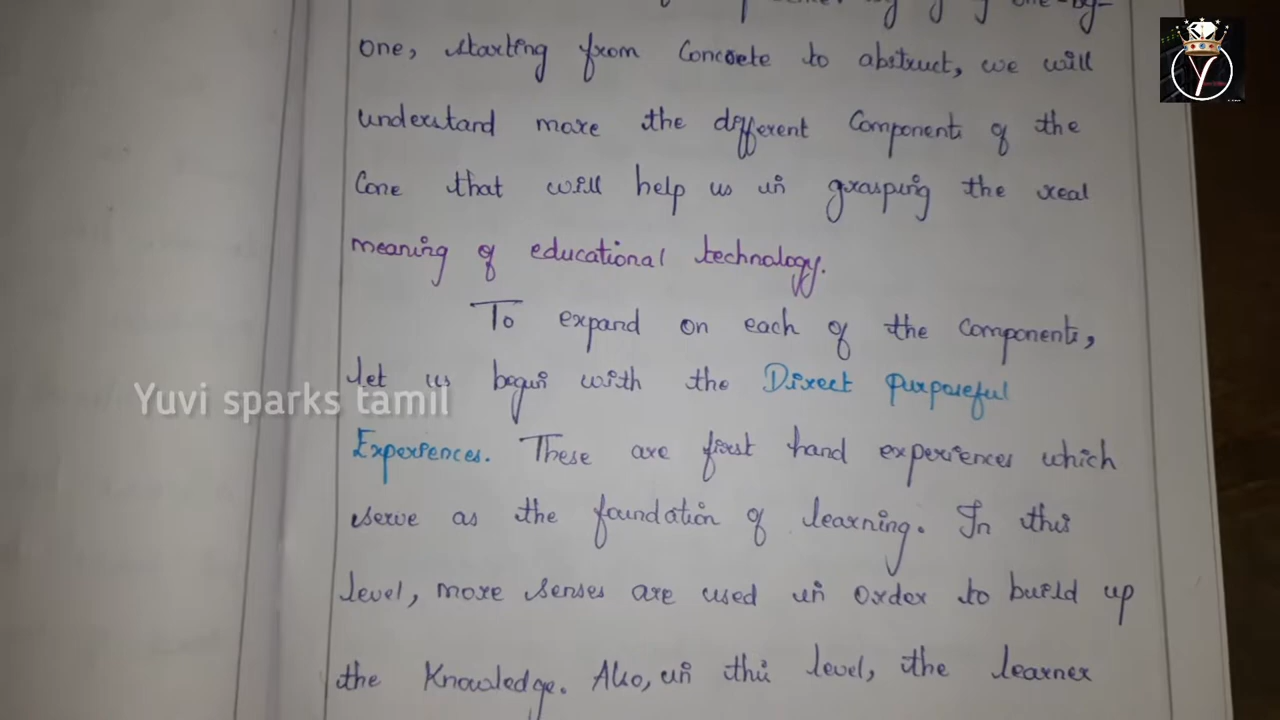 one-by-
one, starting from Concrete to abstruct, we will
understand more the different Components of the
Cone that will help us in grasping the real
meaning of educational technology.
To expand on each of the components,
let us begin with the Direct purposeful
Experiences. These are first hand experiences which
serve as the foundation of learning. In this
level, more senses are used in order to build up
the Knowledge. Also, in this level, the learner
Yuvi sparks tamil
Y